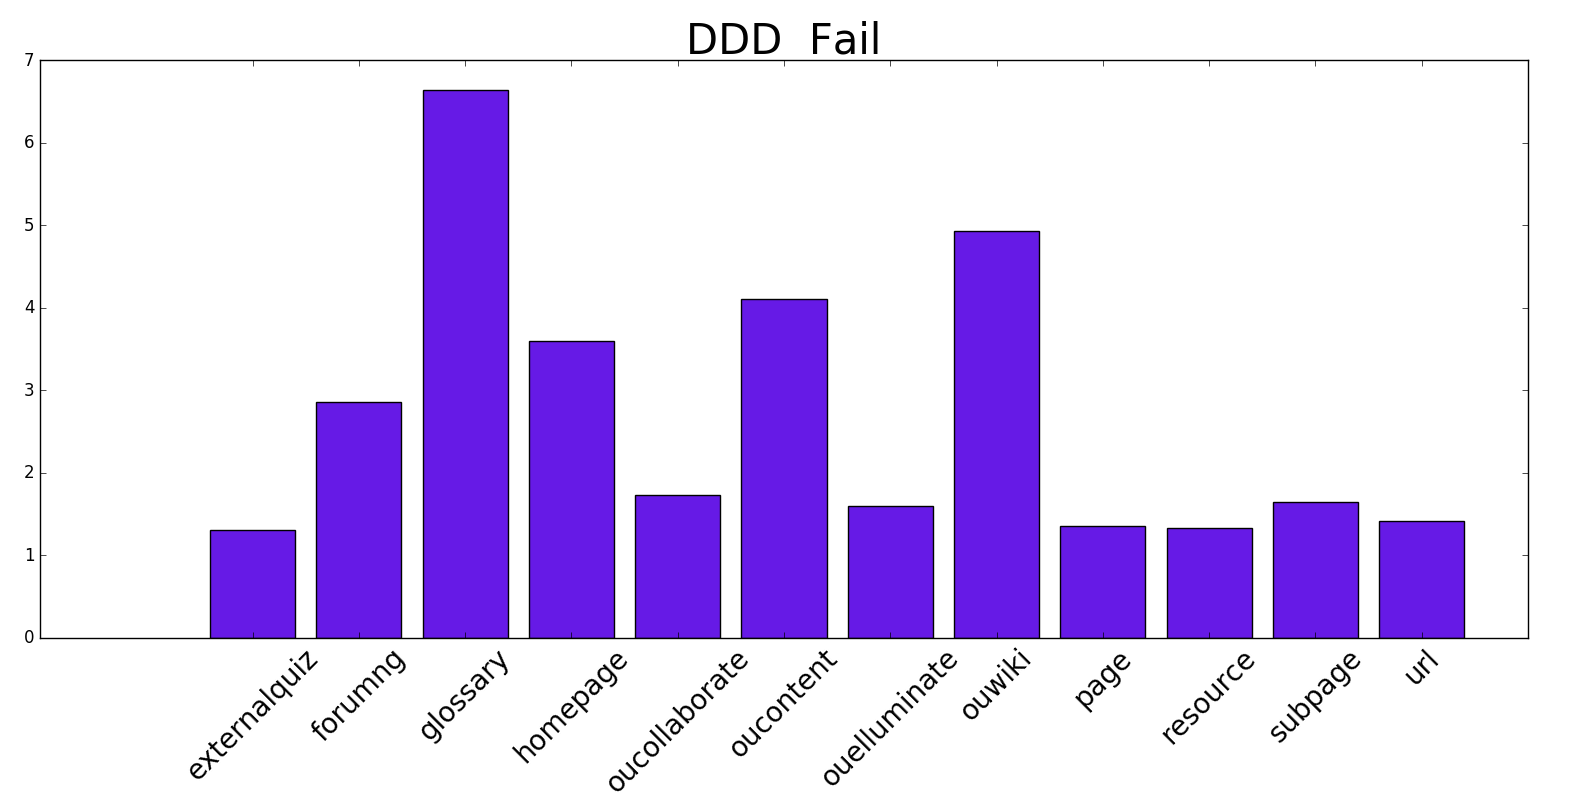 DDD  Fail
7
6
5
4
3
2
1
0
externalquiz
forumng
glossary
homepage
oucollaborate
oucontent
ouelluminate
ouwiki
page
resource
subpage
url